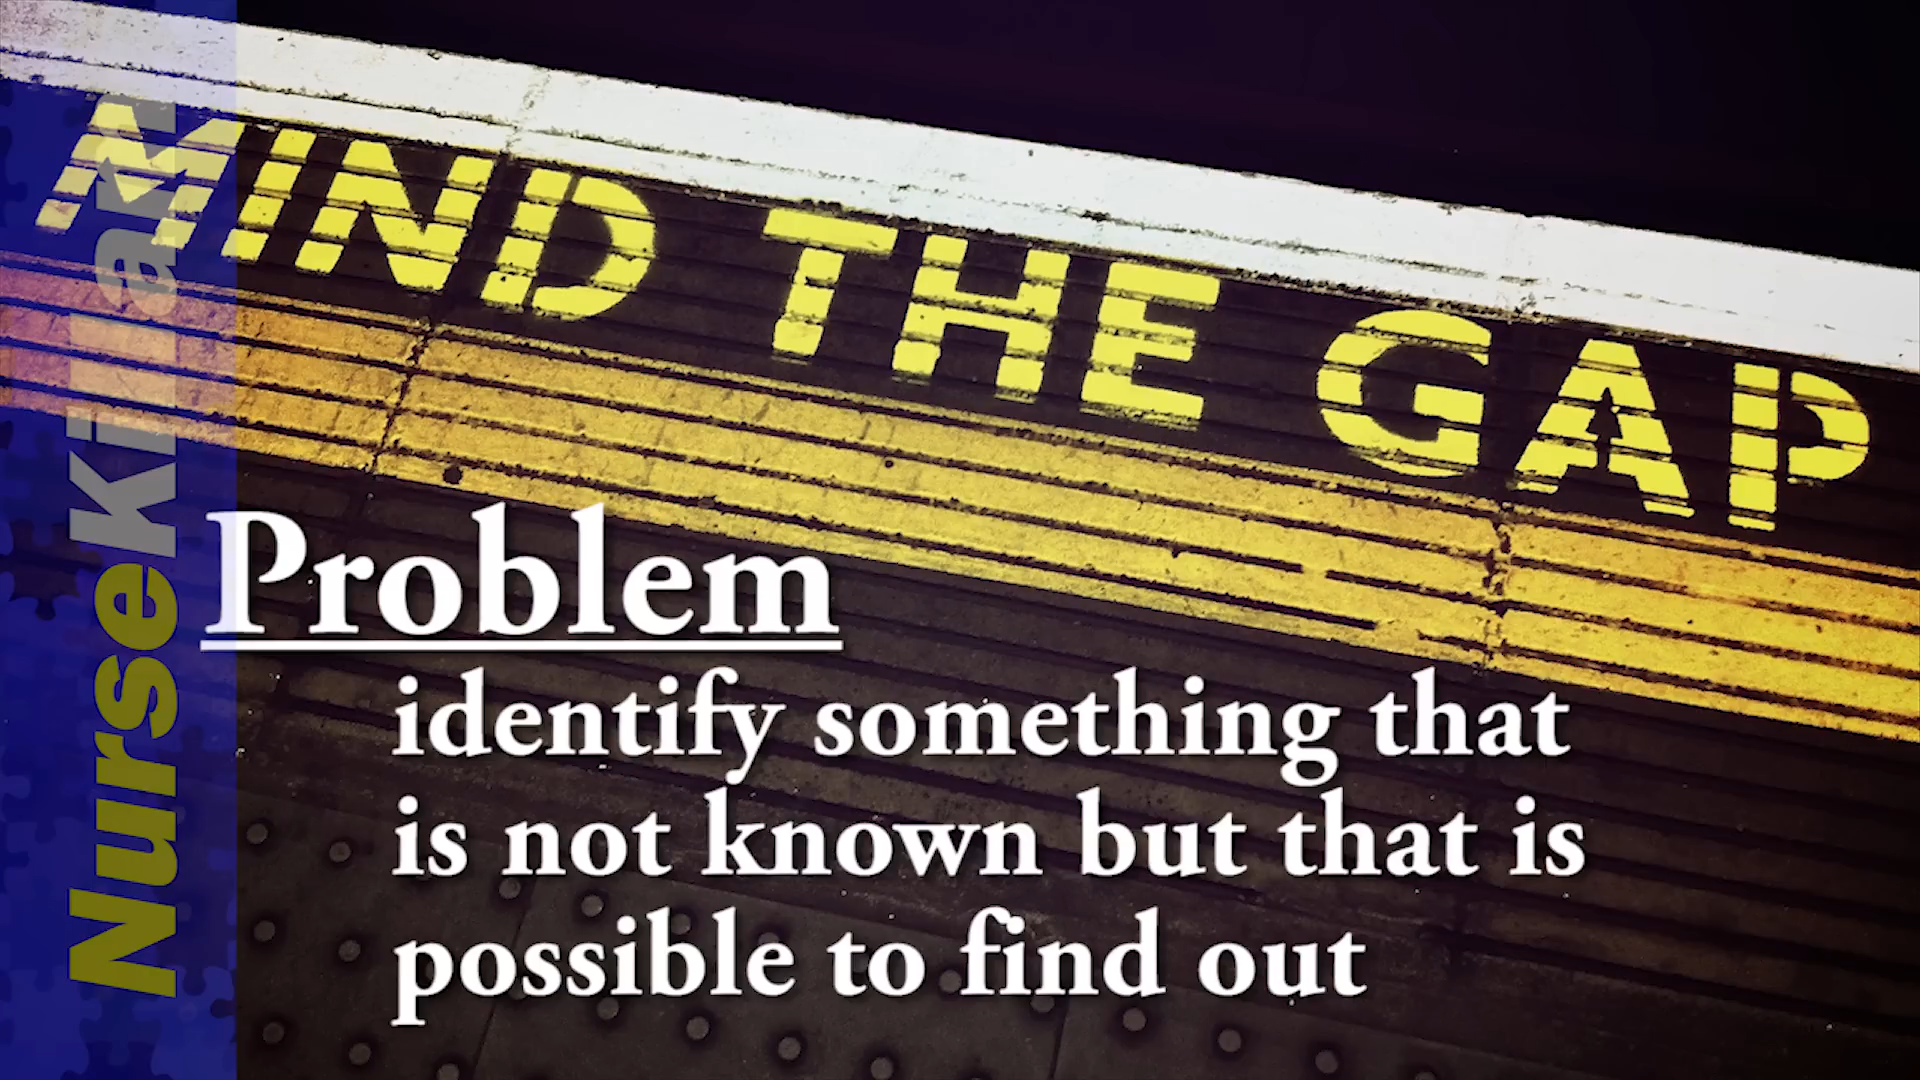 MIND THE GAP
NurseKillam
Problem
identify something that
is not known but that is
possible to find out